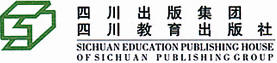 四川出版集团
四川教育出版社
SICHUAN EDUCATION PUBLISHING HOUSE
OF SICHUAN PUBLISHING GROUP